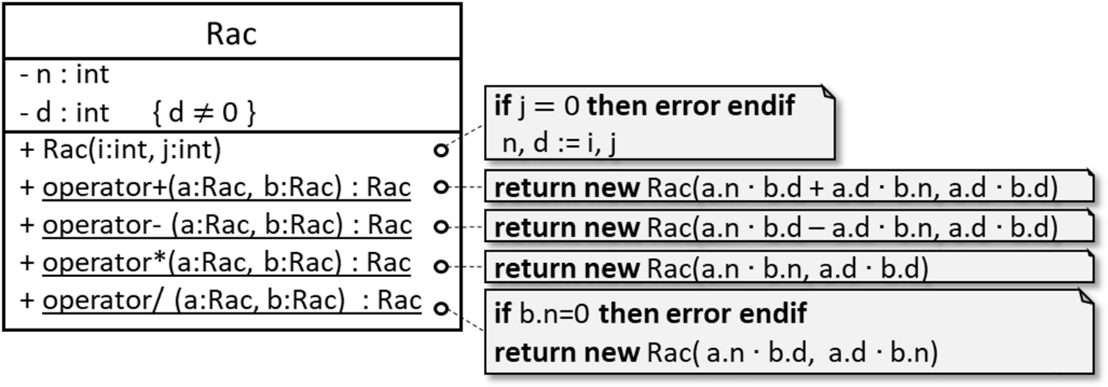 Rac
- n : int
- d : int { d ≠ 0 }
+ Rac(i:int, j:int)
+ operator+(a:Rac, b:Rac) : Rac
+ operator- (a:Rac, b:Rac) : Rac
+ operator*(a:Rac, b:Rac) : Rac
+ operator/ (a:Rac, b:Rac) : Rac
if j = 0 then error endif
n, d := i, j
return new Rac(a.n · b.d + a.d · b.n, a.d · b.d)
return new Rac(a.n · b.d – a.d · b.n, a.d · b.d)
return new Rac(a.n · b.n, a.d · b.d)
if b.n=0 then error endif
return new Rac( a.n · b.d, a.d · b.n)